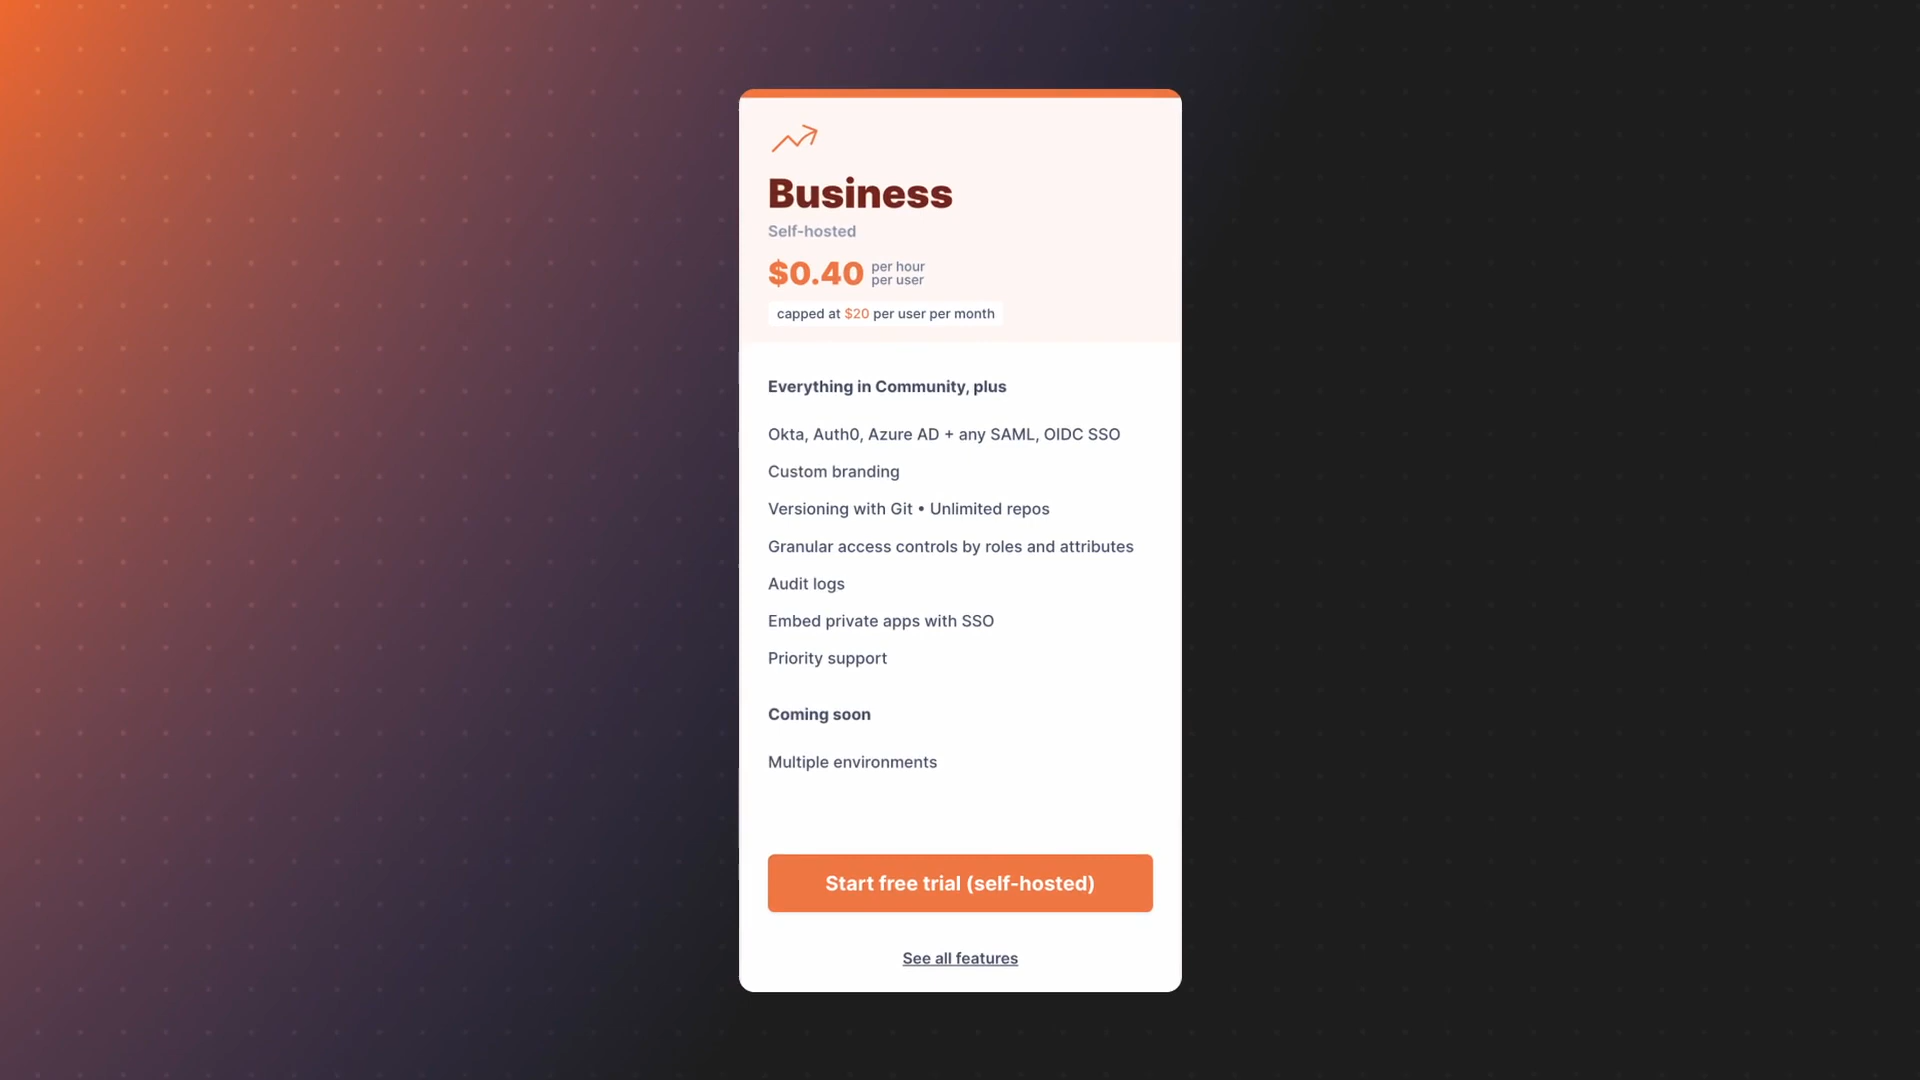 Business
Self-hosted
$0.40 per hour
per user
capped at $20 per user per month
Everything in Community, plus
Okta, Auth0, Azure AD + any SAML, OIDC SSO
Custom branding
Versioning with Git • Unlimited repos
Granular access controls by roles and attributes
Audit logs
Embed private apps with SSO
Priority support
Coming soon
Multiple environments
Start free trial (self-hosted)
See all features